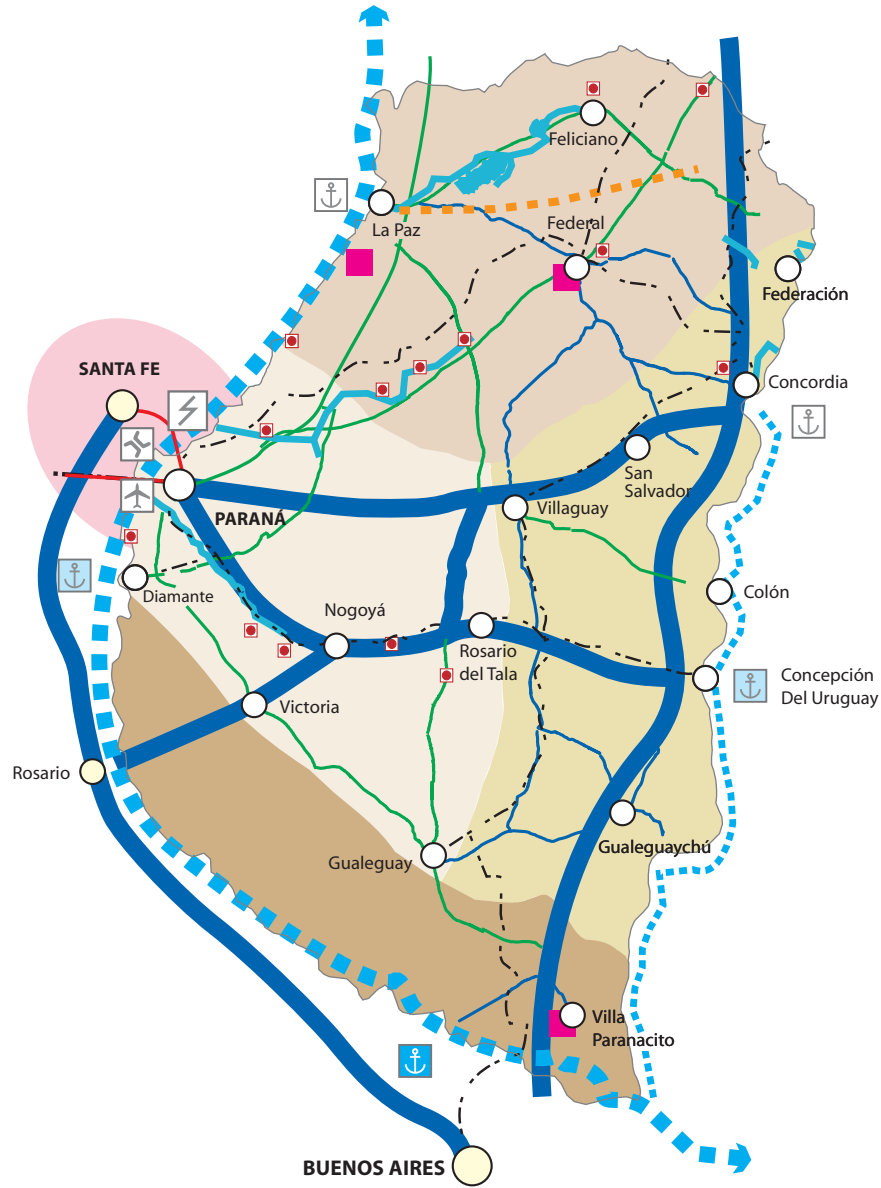 Feliciano
La Paz
Federal
Federación
SANTA FE
Concordia
San
Salvador
Villaguay
PARANÁ
Diamante
Colón
Nogoyá
Rosario
del Tala
Concepción
Del Uruguay
Victoria
Rosario
Gualeguaychú
Gualeguay
Villa
Paranacito
BUENOS AIRES